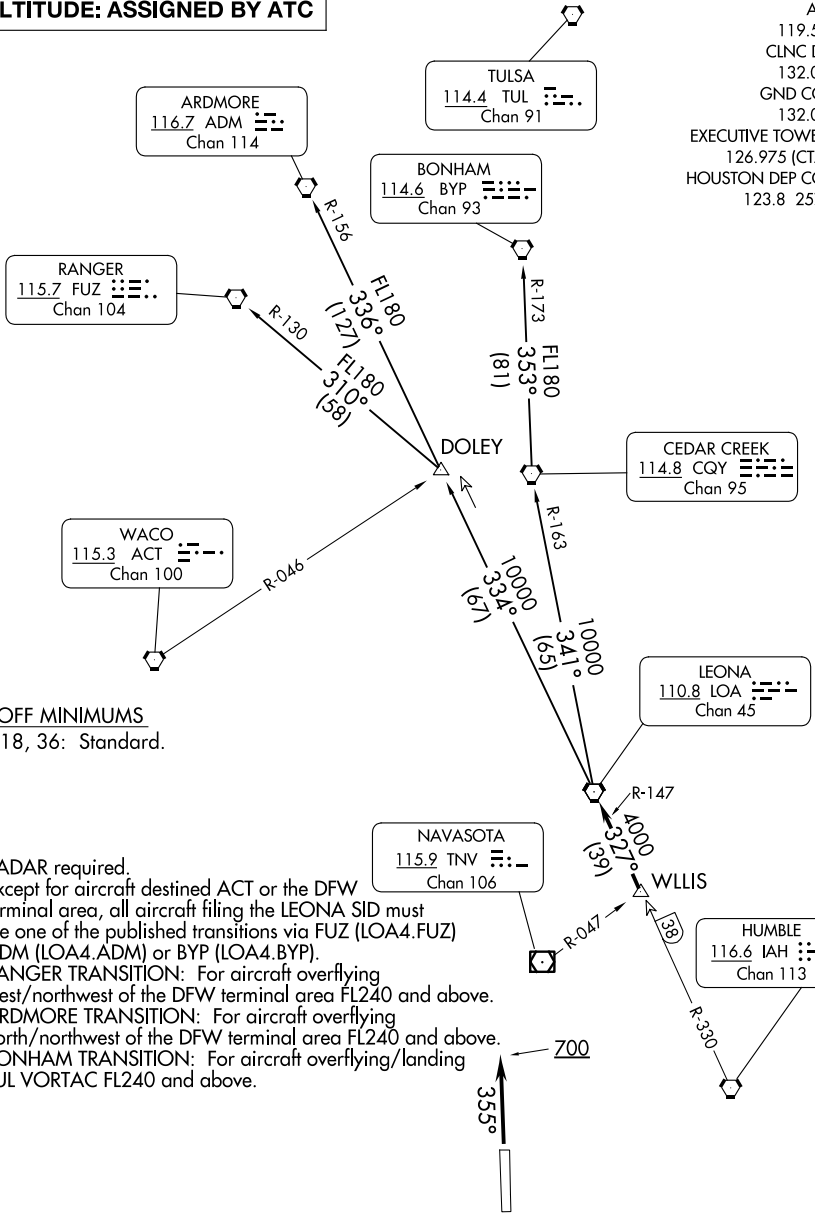 LTITUDE: ASSIGNED BY ATC
119.5
CLNC D
132.0
GND CO
132.0
EXECUTIVE TOWE
126.975 (CTA
HOUSTON DEP CO
123.8 25
TULSA
114.4 TUL
Chan 91
ARDMORE
116.7 ADM
Chan 114
BONHAM
114.6 BYP
Chan 93
RANGER
115.7 FUZ
Chan 104
R-156
R-173
R-130
FL180
336°
(127)
FL180
310°
(58)
FL180
353°
(81)
DOLEY
CEDAR CREEK
114.8 CQY
Chan 95
R-163
WACO
115.3 ACT
Chan 100
R-046
10000
334°
(67)
10000
341°
(65)
LEONA
110.8 LOA
Chan 45
OFF MINIMUMS
18, 36: Standard.
R-147
4000
327°
(39)
WLLIS
NAVASOTA
115.9 TNV
Chan 106
R-047
38
HUMBLE
116.6 IAH
Chan 113
R-330
ADAR required.
xcept for aircraft destined ACT or the DFW
erminal area, all aircraft filing the LEONA SID must
e one of the published transitions via FUZ (LOA4.FUZ)
DM (LOA4.ADM) or BYP (LOA4.BYP).
ANGER TRANSITION: For aircraft overflying
est/northwest of the DFW terminal area FL240 and above.
RDMORE TRANSITION: For aircraft overflying
orth/northwest of the DFW terminal area FL240 and above.
ONHAM TRANSITION: For aircraft overflying/landing
UL VORTAC FL240 and above.
700
355°